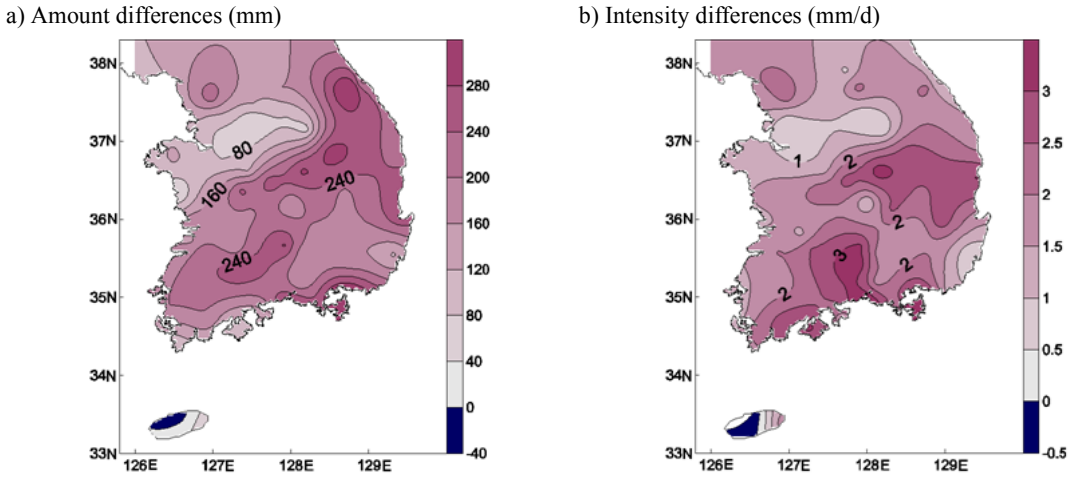 a) Amount differences (mm)
38N
37N
36N
35N
34N
33N
126E 127E 128E 129E
80
160
240
240
280
240
200
160
120
80
40
0
-40
b) Intensity differences (mm/d)
38N
37N
36N
35N
34N
33N
126E 127E 128E 129E
1
2
2
3
2
2
3
2.5
2
1.5
1
0.5
0
-0.5